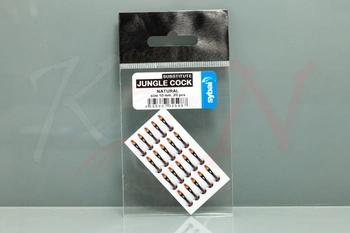 SUBSTITUTE
JUNGLE COCK
NATURAL
size 10 mm, 20 pcs
sybai